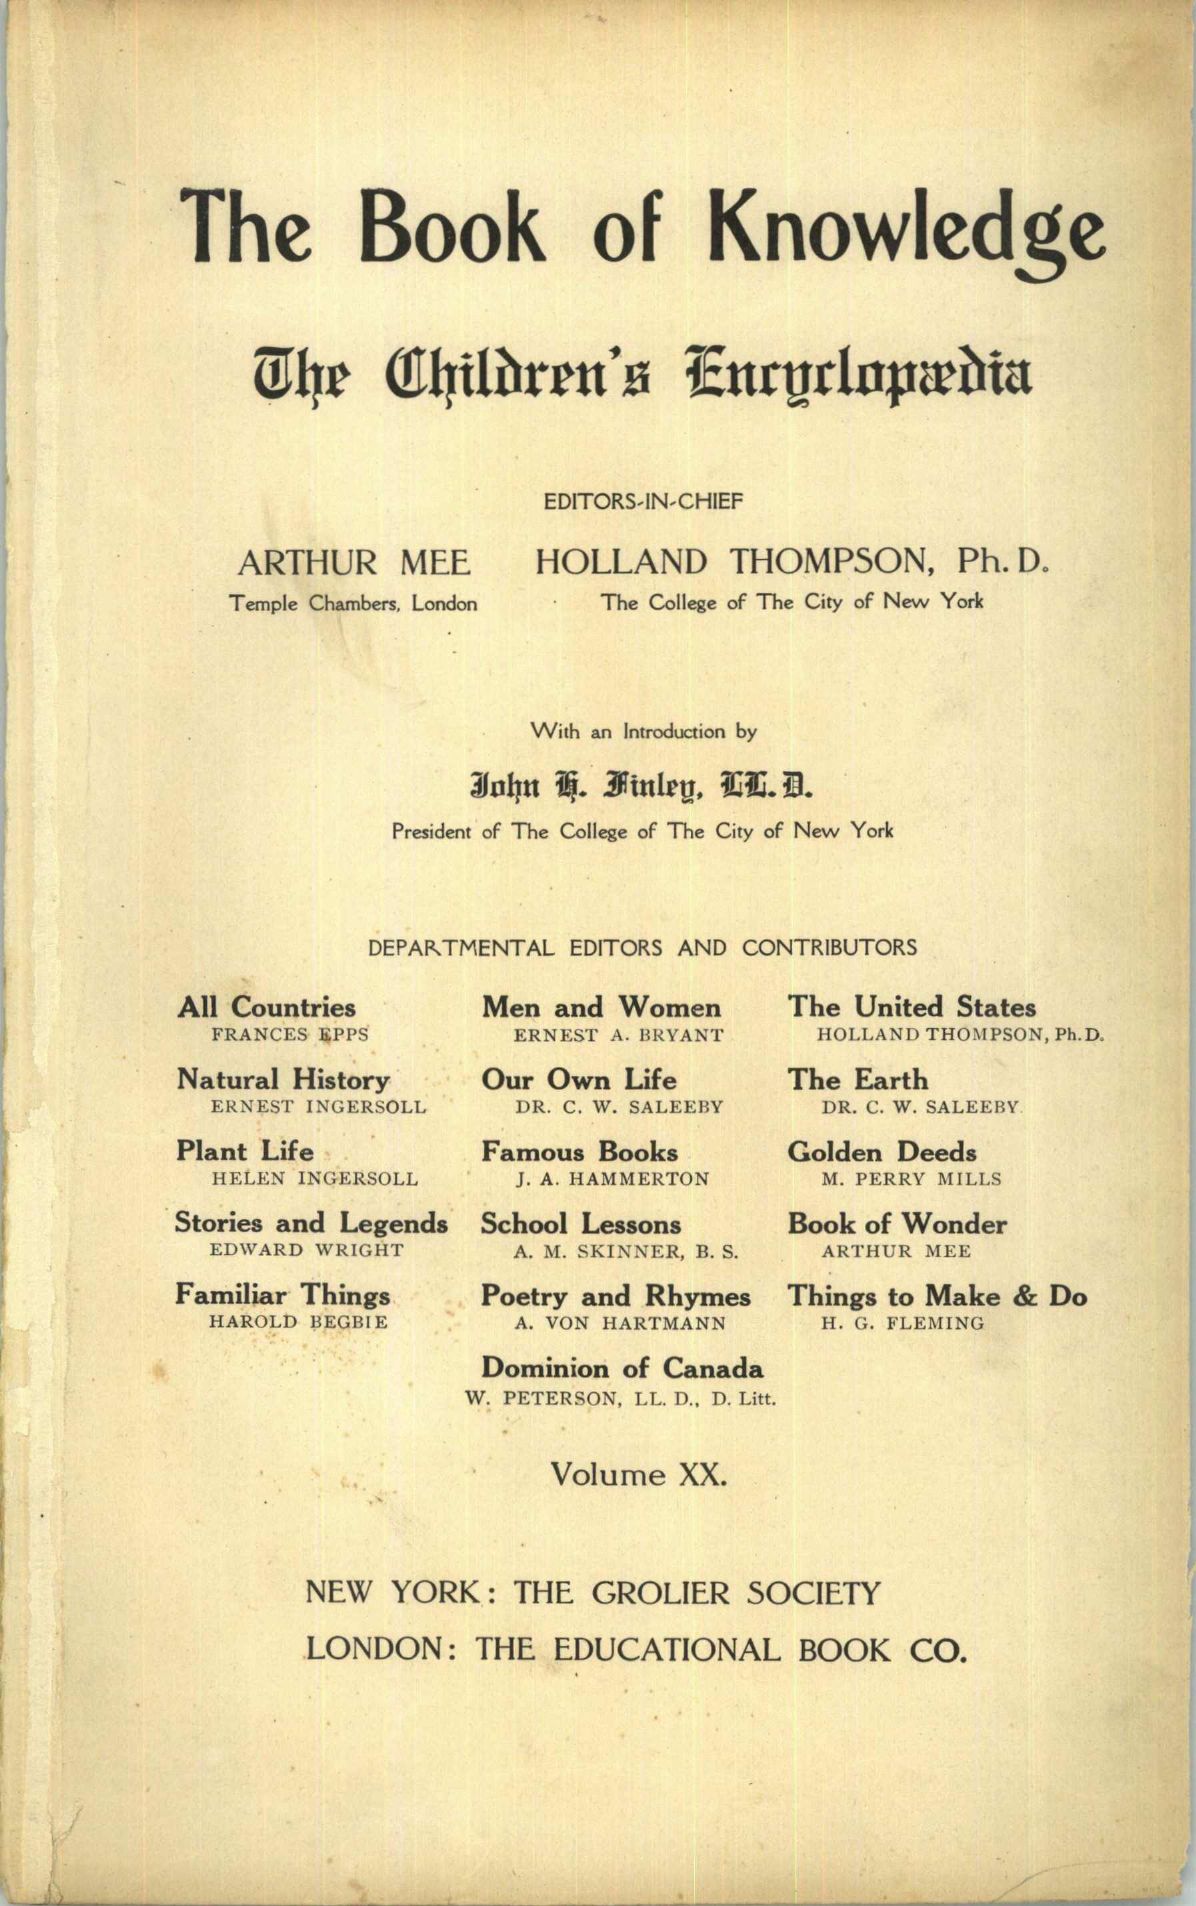 The Book of Knowledge
The Children's Encyclopædia
EDITORS-IN-CHIEF
ARTHUR MEE HOLLAND THOMPSON, Ph. D.
Temple Chambers, London The College of The City of New York
With an Introduction by
John H. Finley, LL. D.
President of The College of The City of New York
DEPARTMENTAL EDITORS AND CONTRIBUTORS
All Countries Men and Women The United States
FRANCES EPPS ERNEST A. BRYANT HOLLAND THOMPSON, Ph. D.
Natural History Our Own Life The Earth
ERNEST INGERSOLL DR. C. W. SALEEBY DR. C. W. SALEEBY
Plant Life Famous Books Golden Deeds
HELEN INGERSOLL J. A. HAMMERTON M. PERRY MILLS
Stories and Legends School Lessons Book of Wonder
EDWARD WRIGHT A. M. SKINNER, B. S. ARTHUR MEE
Familiar Things Poetry and Rhymes Things to Make & Do
HAROLD BEGBIE A. VON HARTMANN H. G. FLEMING
Dominion of Canada
W. PETERSON, LL. D., D. Litt.
Volume XX.
NEW YORK: THE GROLIER SOCIETY
LONDON: THE EDUCATIONAL BOOK CO.